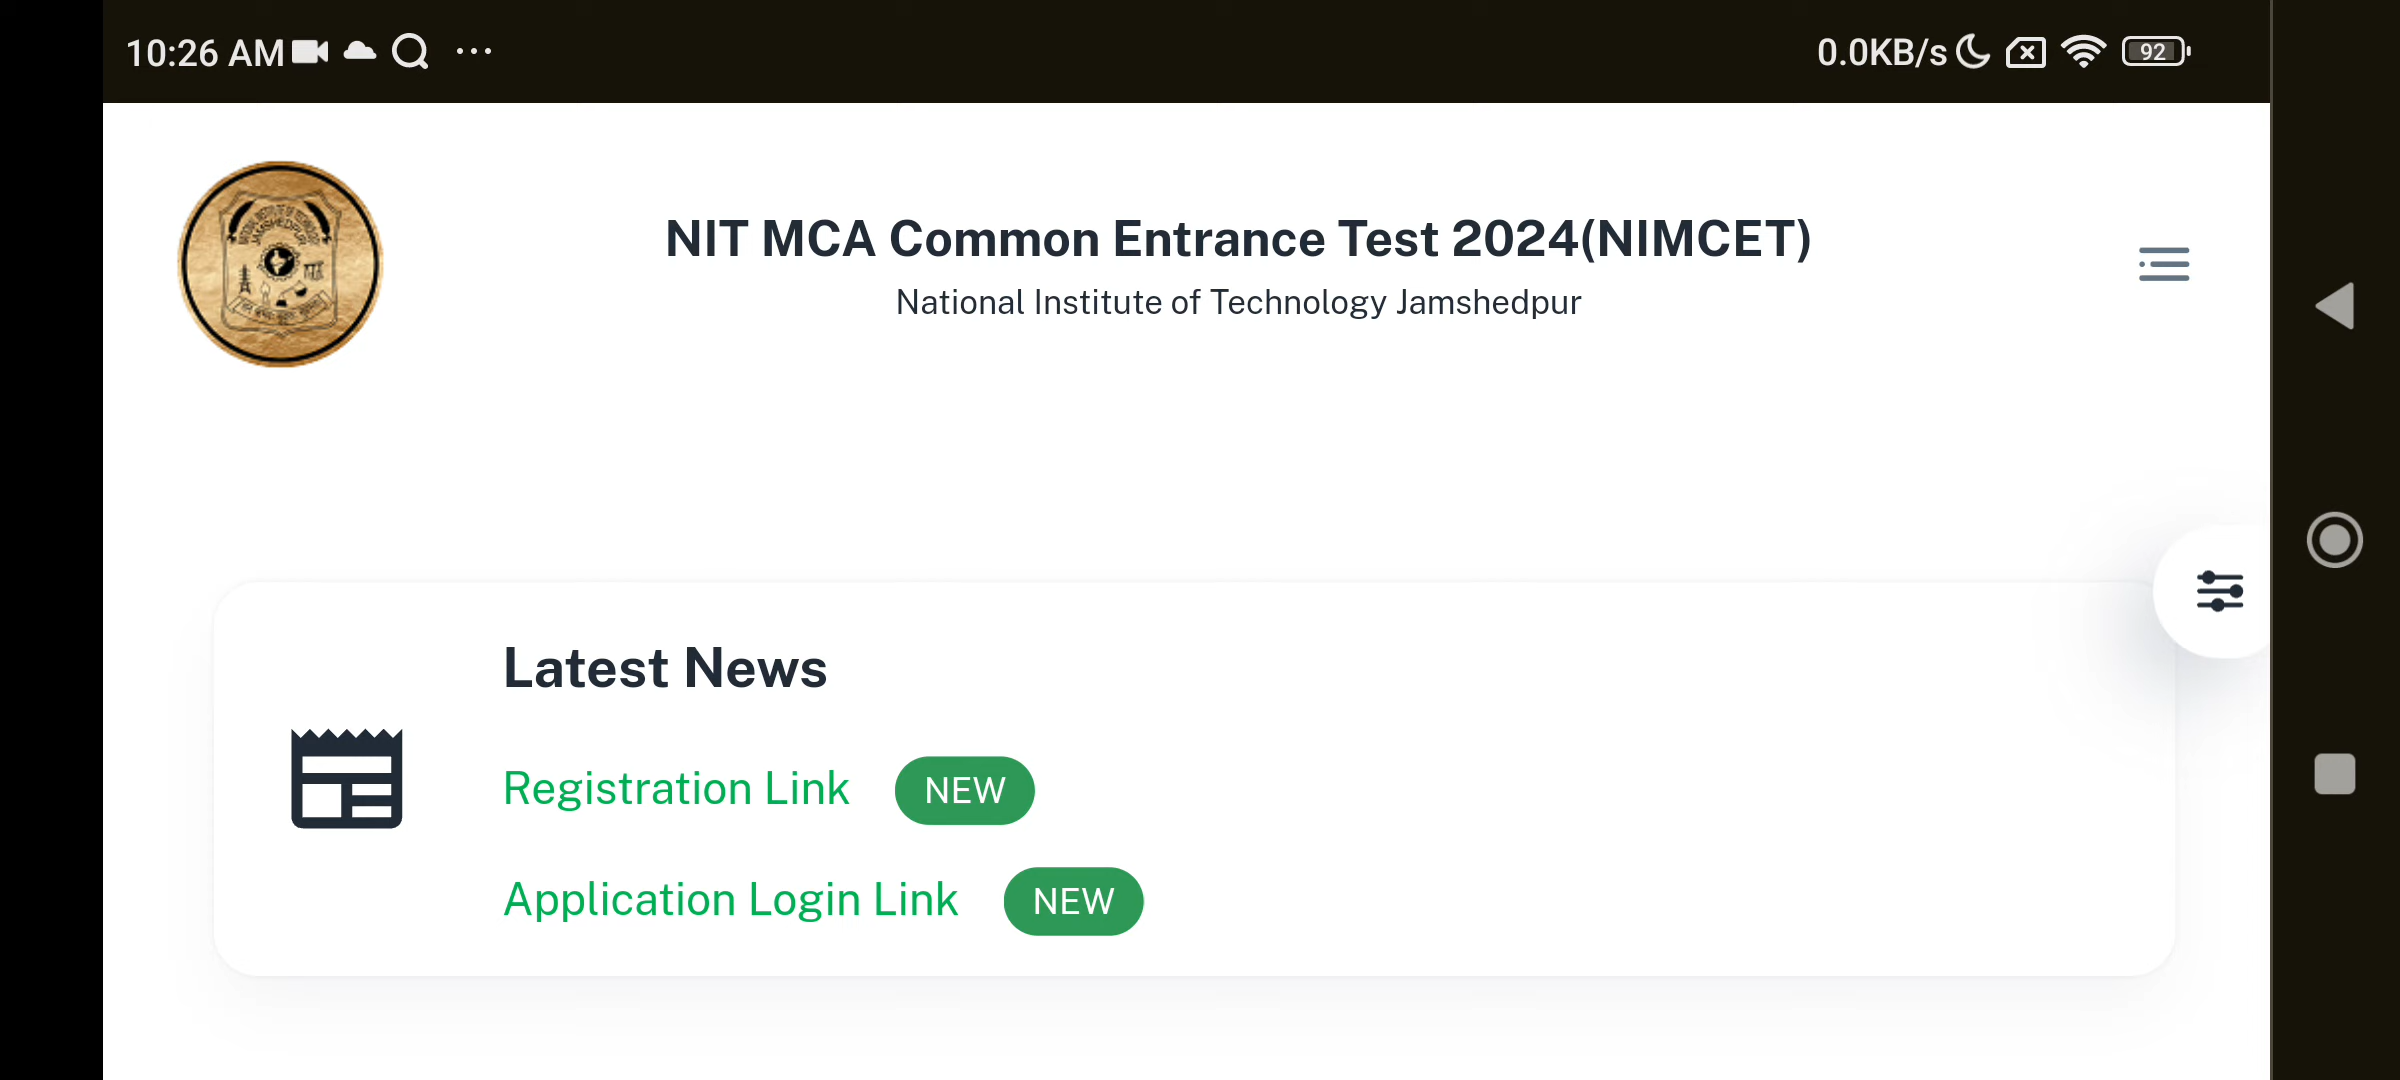 10:26 AM
0.0KB/s
92
NIT MCA Common Entrance Test 2024(NIMCET)
National Institute of Technology Jamshedpur
Latest News
Registration Link NEW
Application Login Link NEW